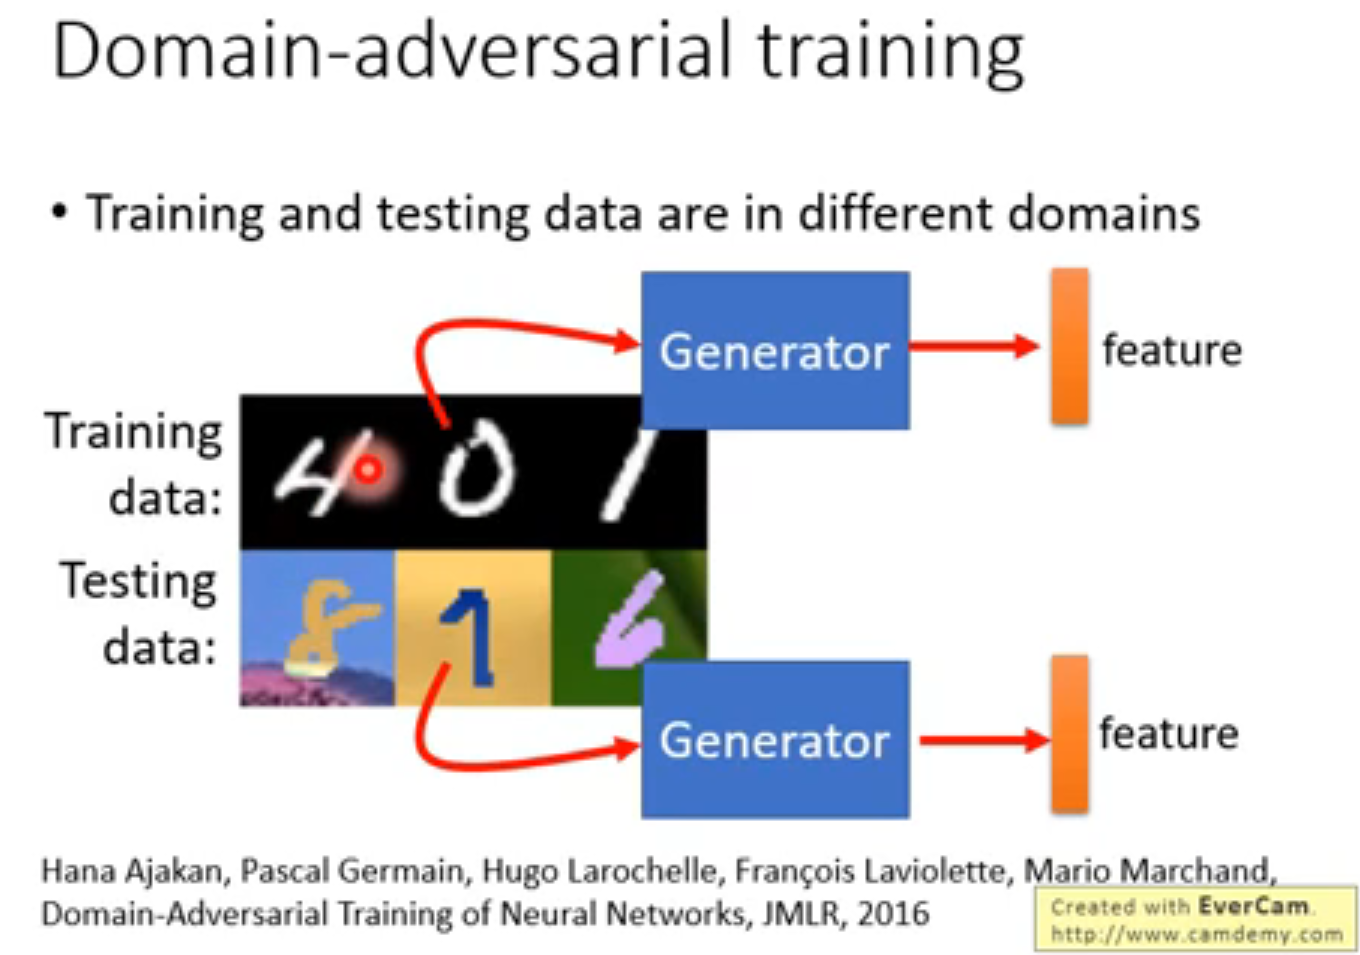 Domain-adversarial training
• Training and testing data are in different domains
Generator
feature
Training
data:
4 0 1
Testing
data:
8 1 6
Generator
feature
Hana Ajakan, Pascal Germain, Hugo Larochelle, François Laviolette, Mario Marchand,
Domain-Adversarial Training of Neural Networks, JMLR, 2016
Created with EverCam.
http://www.camdemy.com